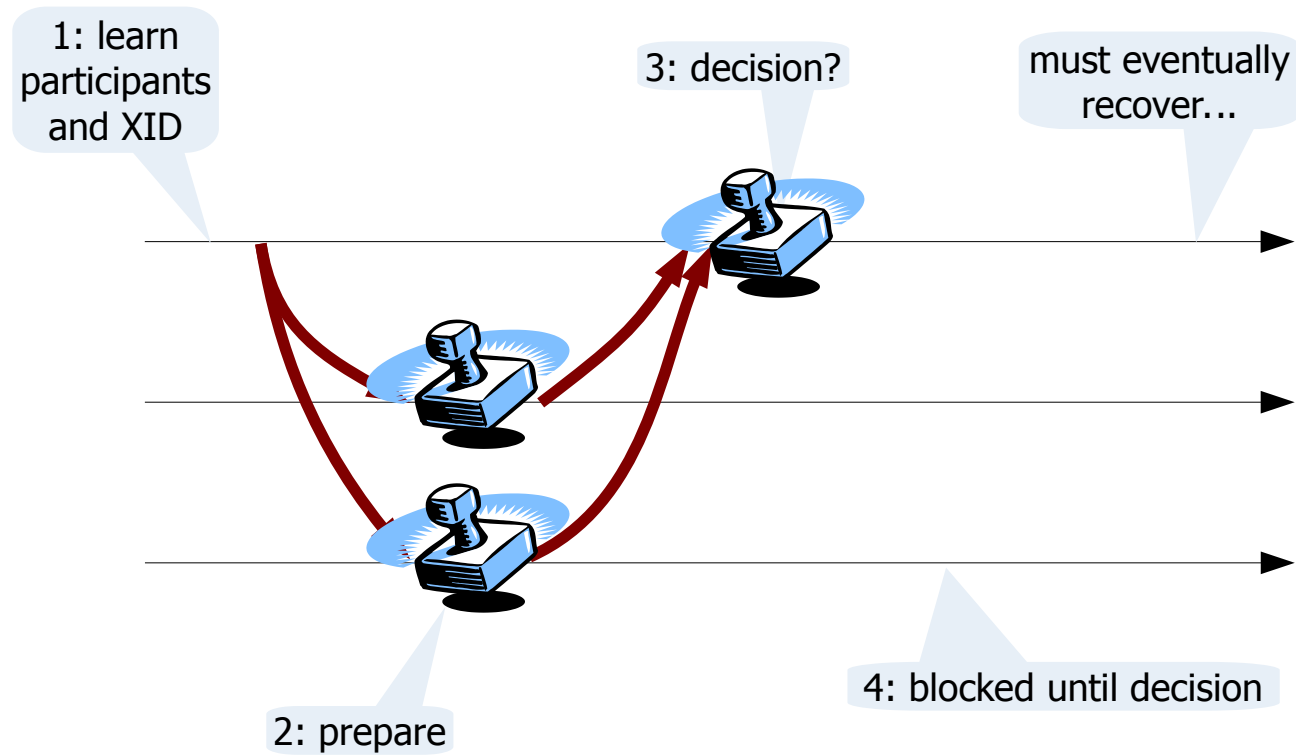 1: learn
participants
and XID
3: decision?
must eventually
recover...
4: blocked until decision
2: prepare